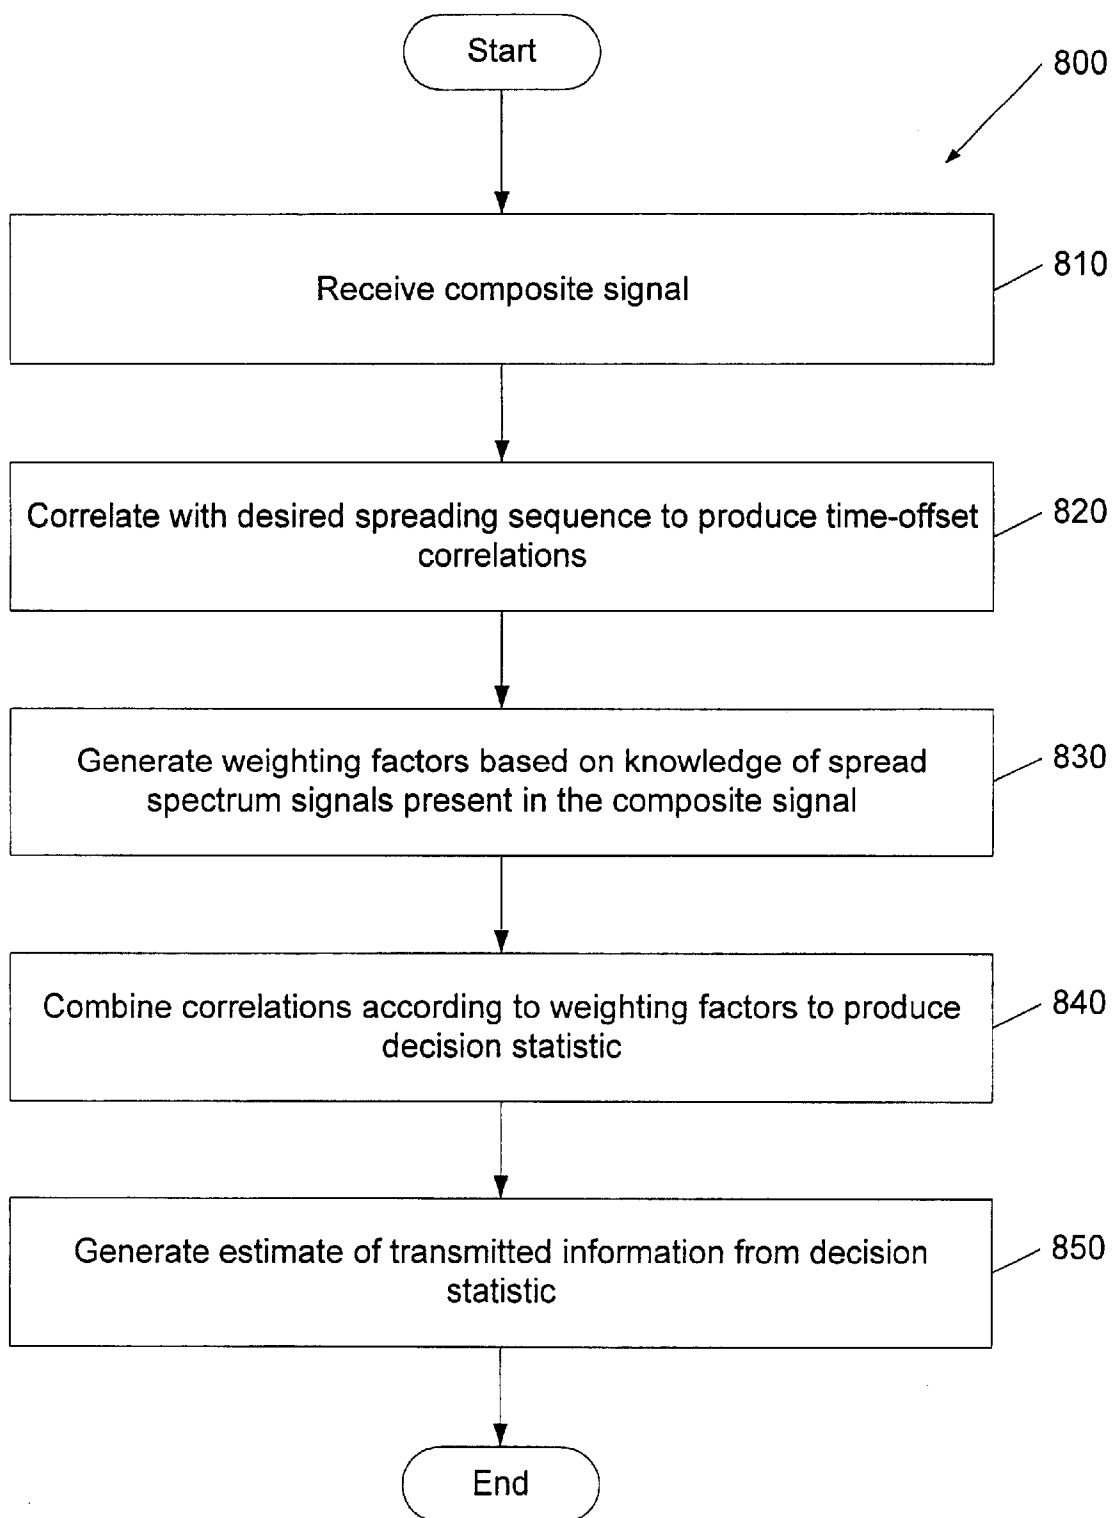 Start
800
Receive composite signal
810
Correlate with desired spreading sequence to produce time-offset
correlations
820
Generate weighting factors based on knowledge of spread
spectrum signals present in the composite signal
830
Combine correlations according to weighting factors to produce
decision statistic
840
Generate estimate of transmitted information from decision
statistic
850
End